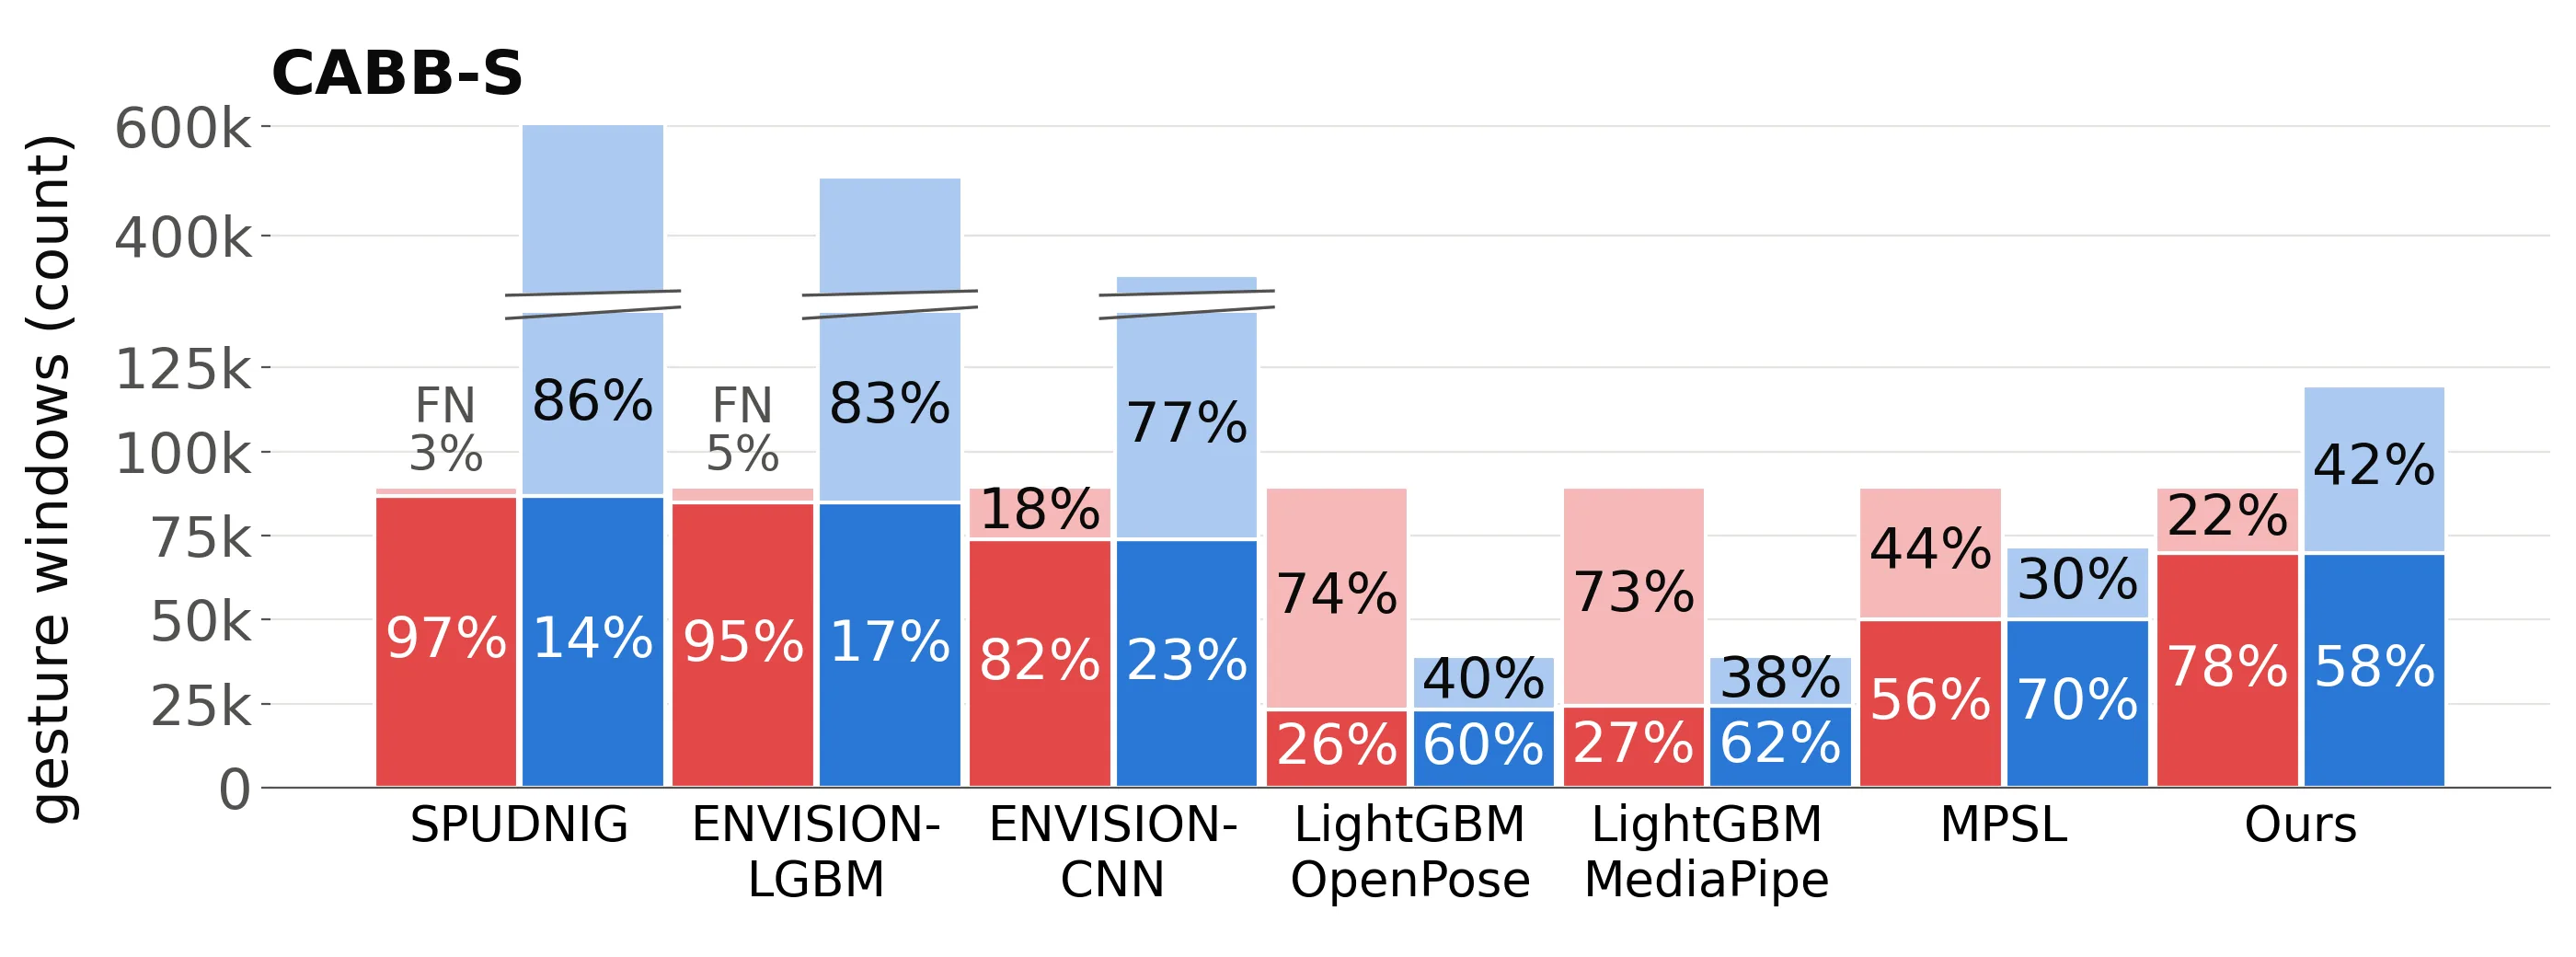 CABB-S
gesture windows (count)
600k
400k
125k
100k
75k
50k
25k
0
FN
3%
97%
86%
14%
FN
5%
95%
83%
17%
18%
82%
77%
23%
74%
26%
40%
60%
73%
27%
38%
62%
44%
56%
30%
70%
22%
78%
42%
58%
SPUDNIG
ENVISION-
LGBM
ENVISION-
CNN
LightGBM
OpenPose
LightGBM
MediaPipe
MPSL
Ours